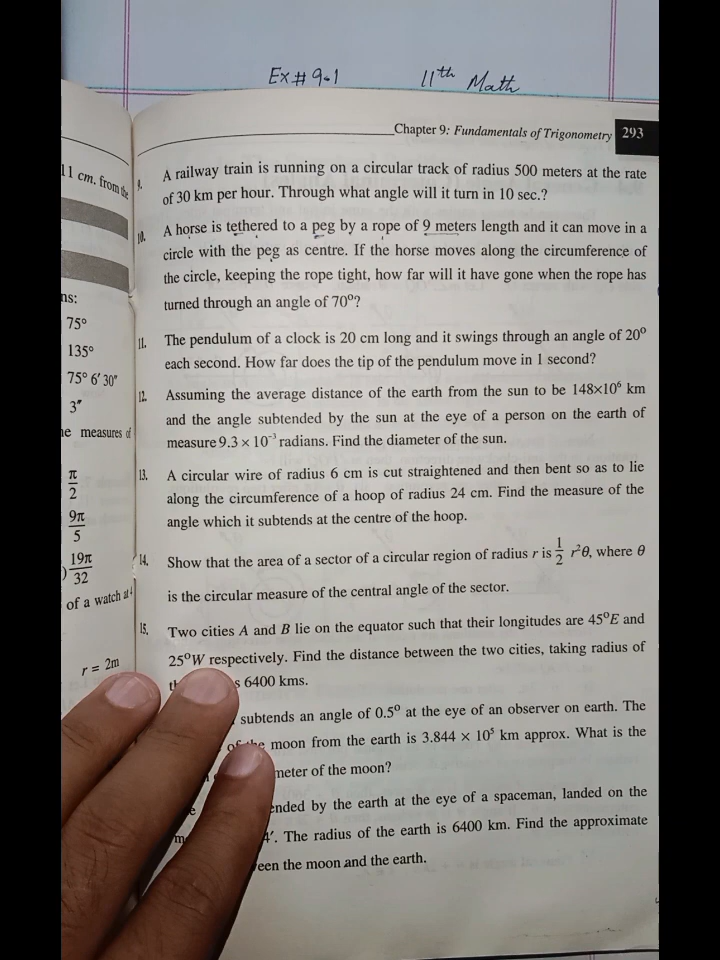 Ex # 9.1 11th Math
Chapter 9: Fundamentals of Trigonometry 293
11 cm. from the
ns:
75°
135°
75° 6′ 30″
3″
he measures of
π/2
9π/5
) 19π/32
of a watch at
r = 2m
9. A railway train is running on a circular track of radius 500 meters at the rate
of 30 km per hour. Through what angle will it turn in 10 sec.?
10. A horse is tethered to a peg by a rope of 9 meters length and it can move in a
circle with the peg as centre. If the horse moves along the circumference of
the circle, keeping the rope tight, how far will it have gone when the rope has
turned through an angle of 70°?
11. The pendulum of a clock is 20 cm long and it swings through an angle of 20°
each second. How far does the tip of the pendulum move in 1 second?
12. Assuming the average distance of the earth from the sun to be 148×10⁶ km
and the angle subtended by the sun at the eye of a person on the earth of
measure 9.3 × 10⁻³ radians. Find the diameter of the sun.
13. A circular wire of radius 6 cm is cut straightened and then bent so as to lie
along the circumference of a hoop of radius 24 cm. Find the measure of the
angle which it subtends at the centre of the hoop.
14. Show that the area of a sector of a circular region of radius r is 1/2 r²θ, where θ
is the circular measure of the central angle of the sector.
15. Two cities A and B lie on the equator such that their longitudes are 45°E and
25°W respectively. Find the distance between the two cities, taking radius of
s 6400 kms.
subtends an angle of 0.5° at the eye of an observer on earth. The
of the moon from the earth is 3.844 × 10⁵ km approx. What is the
meter of the moon?
ended by the earth at the eye of a spaceman, landed on the
4′. The radius of the earth is 6400 km. Find the approximate
een the moon and the earth.